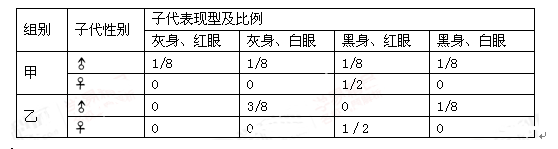 组别 子代性别 子代表现型及比例
灰身、红眼 灰身、白眼 黑身、红眼 黑身、白眼
甲 ♂ 1/8 1/8 1/8 1/8
♀ 0 0 1/2 0
乙 ♂ 0 3/8 0 1/8
♀ 0 0 1/2 0